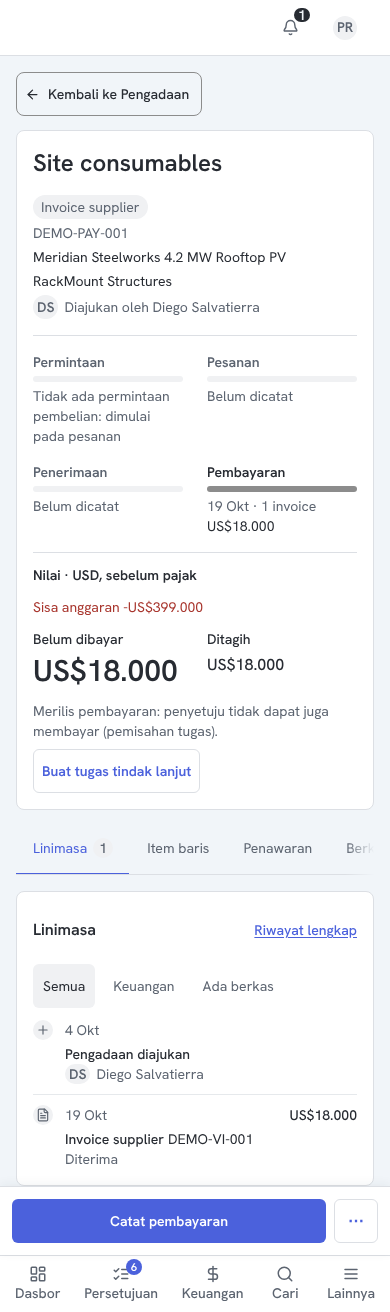 1
PR
Kembali ke Pengadaan
Site consumables
Invoice supplier
DEMO-PAY-001
Meridian Steelworks 4.2 MW Rooftop PV
RackMount Structures
DS Diajukan oleh Diego Salvatierra
Permintaan
Tidak ada permintaan
pembelian: dimulai
pada pesanan
Pesanan
Belum dicatat
Penerimaan
Belum dicatat
Pembayaran
19 Okt · 1 invoice
US$18.000
Nilai · USD, sebelum pajak
Sisa anggaran -US$399.000
Belum dibayar
US$18.000
Ditagih
US$18.000
Merilis pembayaran: penyetuju tidak dapat juga
membayar (pemisahan tugas).
Buat tugas tindak lanjut
Linimasa 1 Item baris Penawaran
Linimasa Riwayat lengkap
Semua Keuangan Ada berkas
4 Okt
Pengadaan diajukan
DS Diego Salvatierra
19 Okt US$18.000
Invoice supplier DEMO-VI-001
Diterima
Catat pembayaran
6
Dasbor Persetujuan Keuangan Cari Lainnya